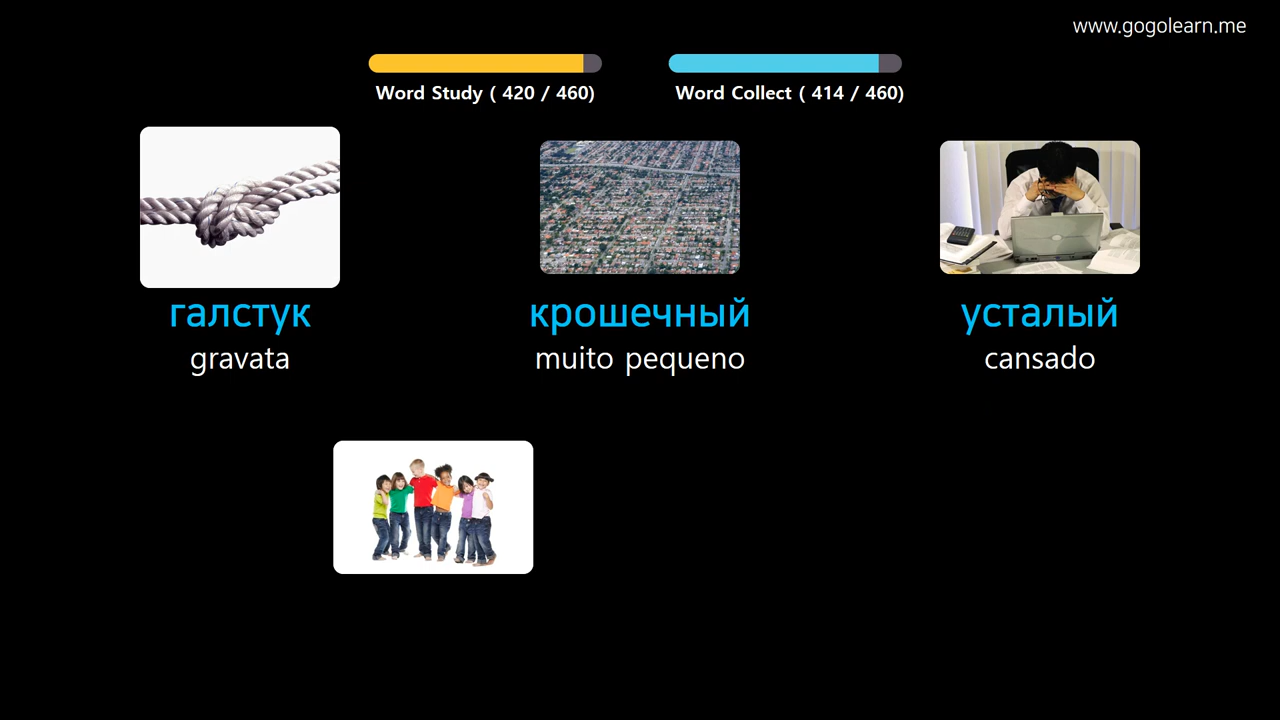 www.gogolearn.me
Word Study ( 420 / 460)
Word Collect ( 414 / 460)
галстук
gravata
крошечный
muito pequeno
усталый
cansado